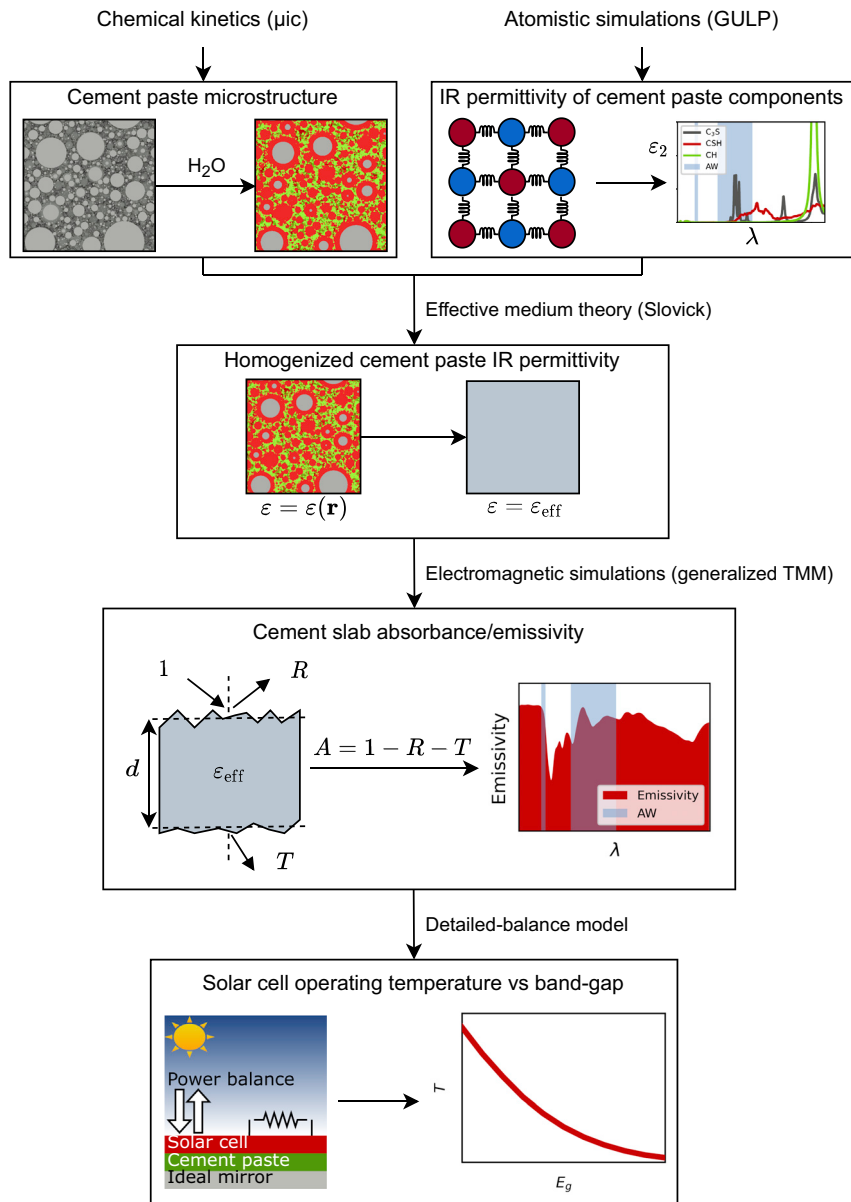 Chemical kinetics (µic)
Atomistic simulations (GULP)
Cement paste microstructure
H₂O
IR permittivity of cement paste components
ε₂
C₃S
CSH
CH
AW
λ
Effective medium theory (Slovick)
Homogenized cement paste IR permittivity
ε = ε(r)
ε = ε_eff
Electromagnetic simulations (generalized TMM)
Cement slab absorbance/emissivity
1
R
d
ε_eff
T
A = 1 − R − T
Emissivity
Emissivity
AW
λ
Detailed-balance model
Solar cell operating temperature vs band-gap
Power balance
Solar cell
Cement paste
Ideal mirror
T
E_g